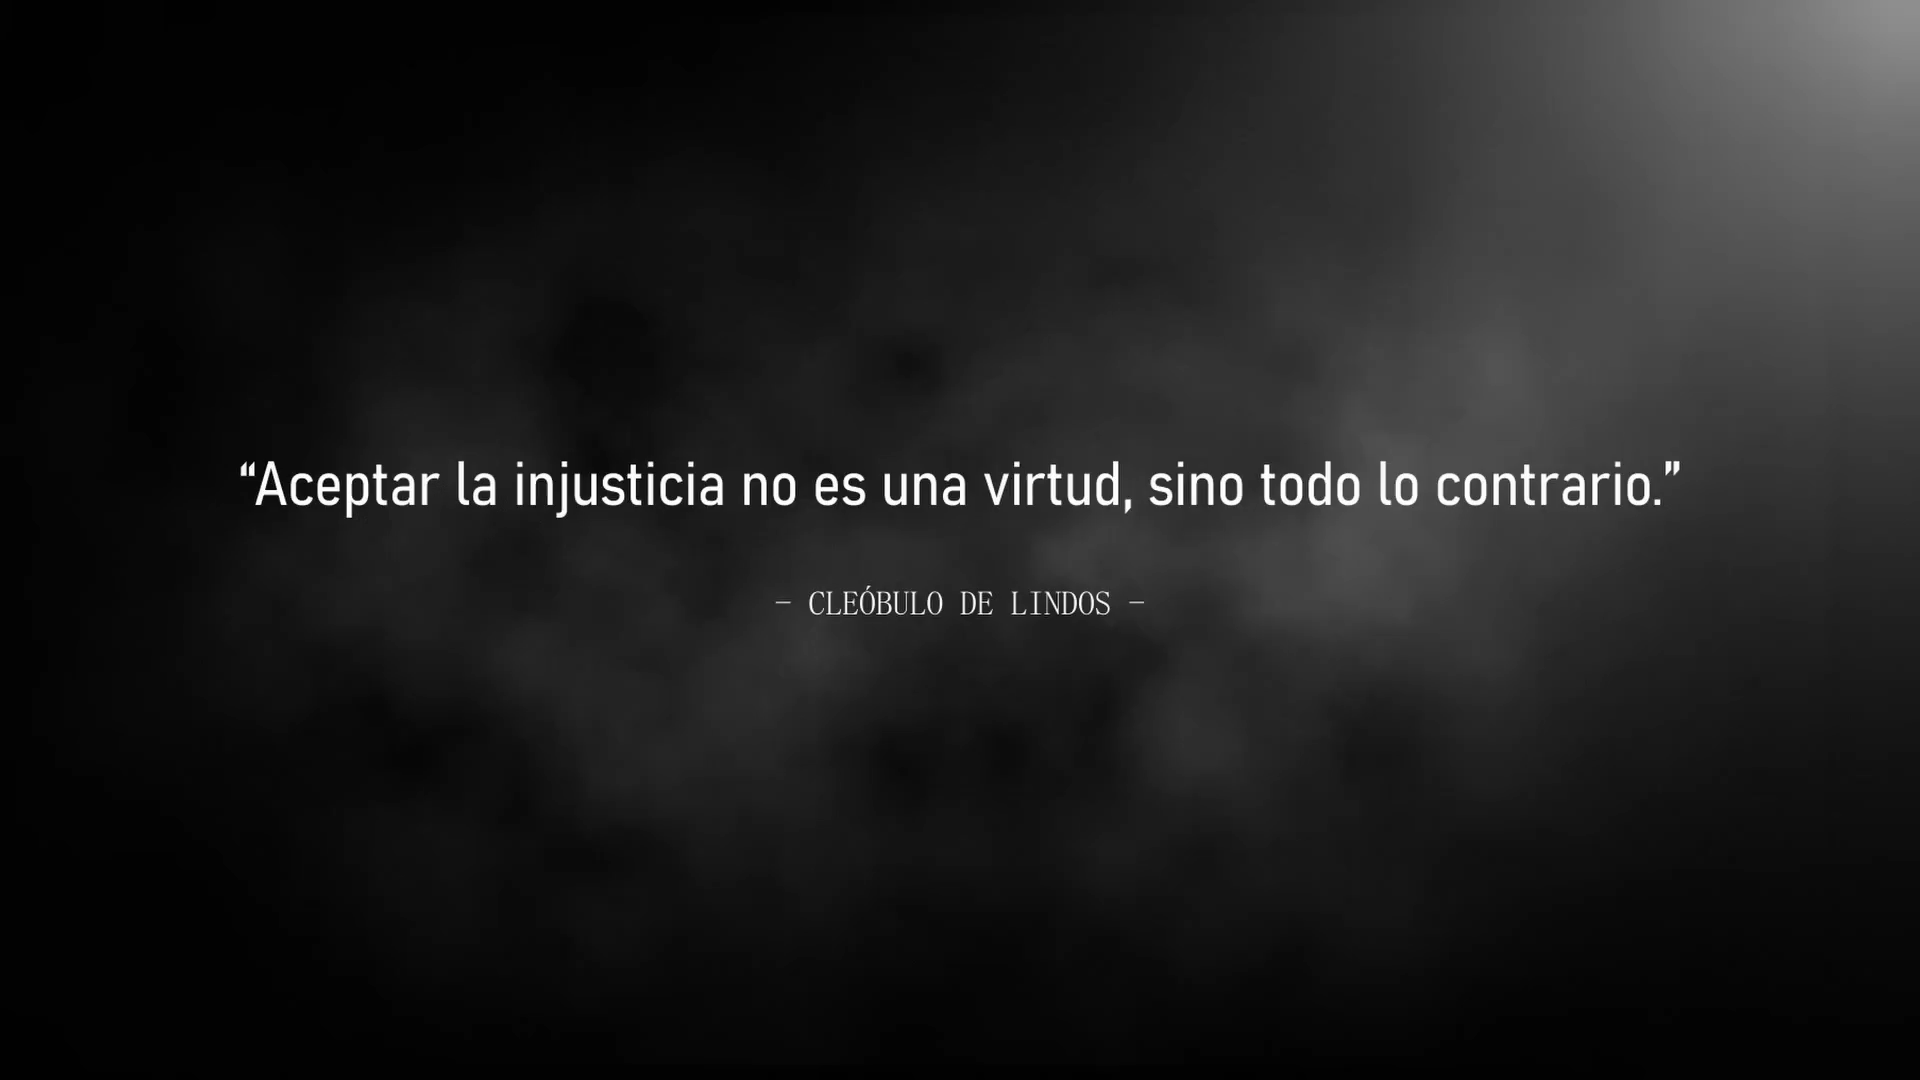 “Aceptar la injusticia no es una virtud, sino todo lo contrario.”
– CLEÓBULO DE LINDOS –